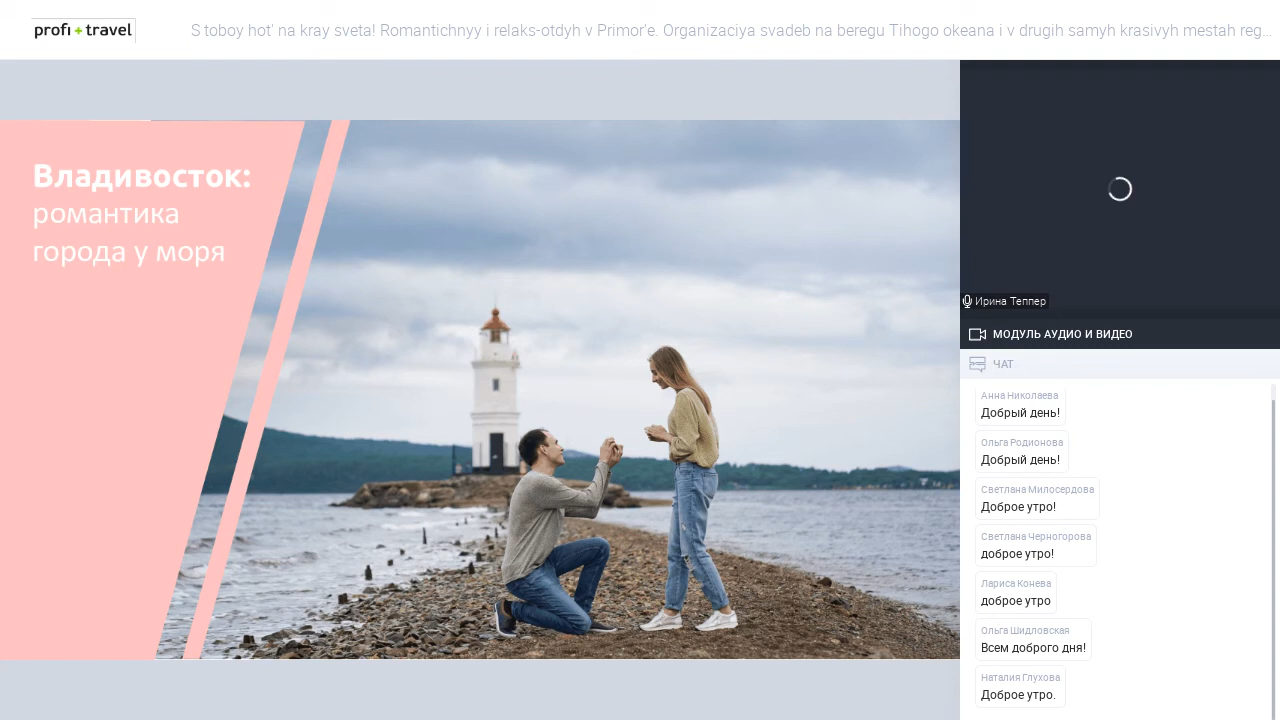 profi + travel
S toboy hot' na kray sveta! Romantichnyy i relaks-otdyh v Primor'e. Organizaciya svadeb na beregu Tihogo okeana i v drugih samyh krasivyh mestah reg...
Владивосток:
романтика
города у моря
Ирина Теппер
МОДУЛЬ АУДИО И ВИДЕО
ЧАТ
Анна Николаева
Добрый день!
Ольга Родионова
Добрый день!
Светлана Милосердова
Доброе утро!
Светлана Черногорова
доброе утро!
Лариса Конева
доброе утро
Ольга Шидловская
Всем доброго дня!
Наталия Глухова
Доброе утро.